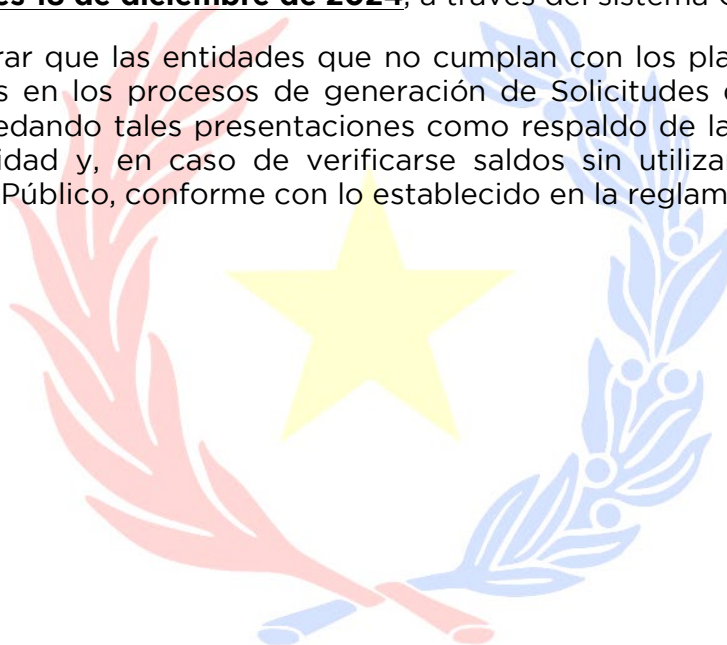 es 18 de diciembre de 2024, a través del sistema
rar que las entidades que no cumplan con los pla
s en los procesos de generación de Solicitudes
edando tales presentaciones como respaldo de la
idad y, en caso de verificarse saldos sin utiliza
Público, conforme con lo establecido en la reglam